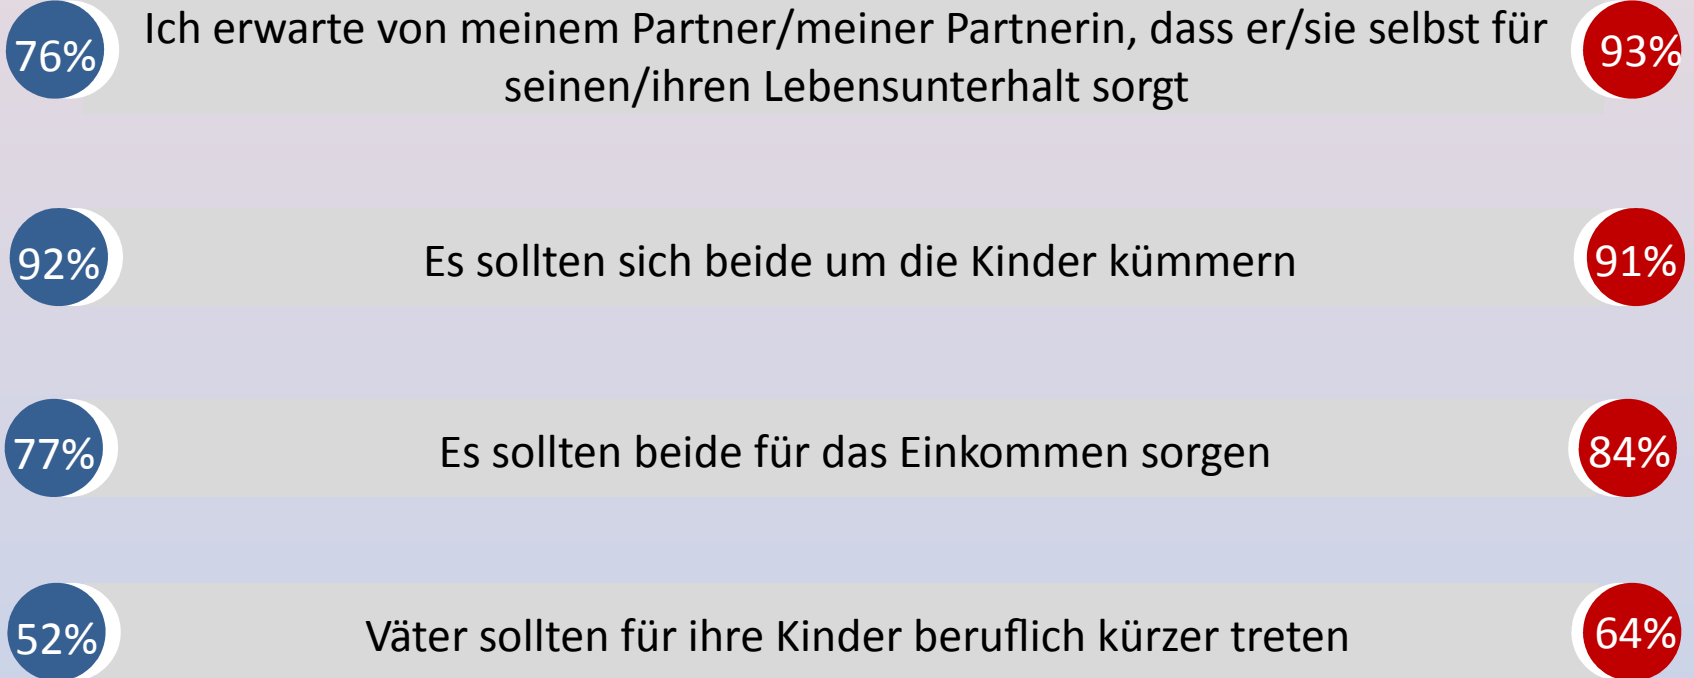 76% Ich erwarte von meinem Partner/meiner Partnerin, dass er/sie selbst für 93%
seinen/ihren Lebensunterhalt sorgt
92% Es sollten sich beide um die Kinder kümmern 91%
77% Es sollten beide für das Einkommen sorgen 84%
52% Väter sollten für ihre Kinder beruflich kürzer treten 64%